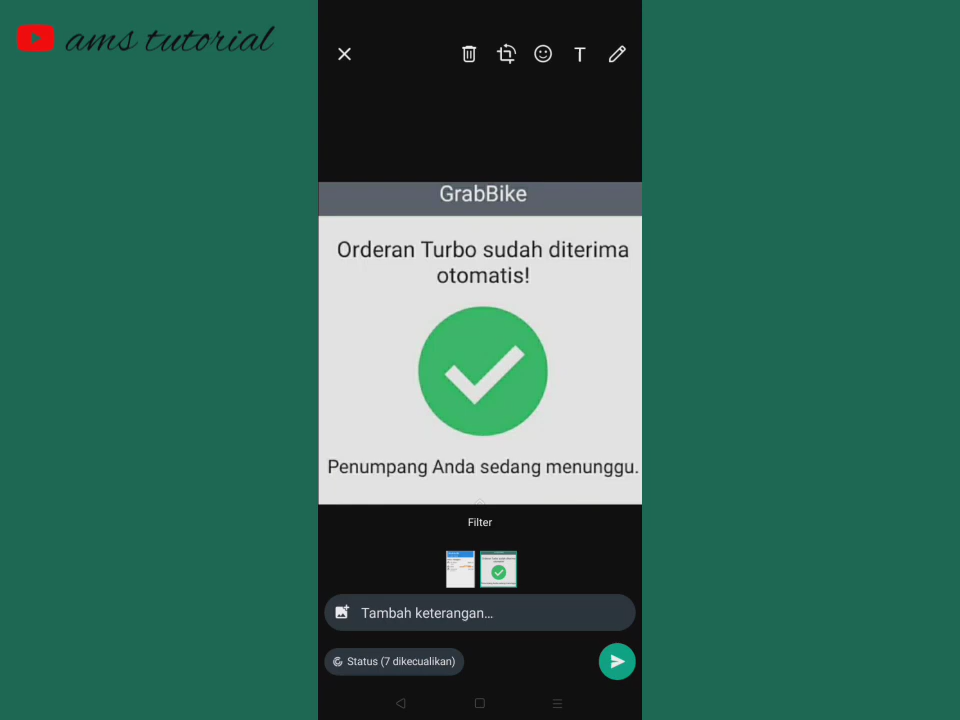 ams tutorial
T
GrabBike
Orderan Turbo sudah diterima
otomatis!
Penumpang Anda sedang menunggu.
Filter
Tambah keterangan...
Status (7 dikecualikan)